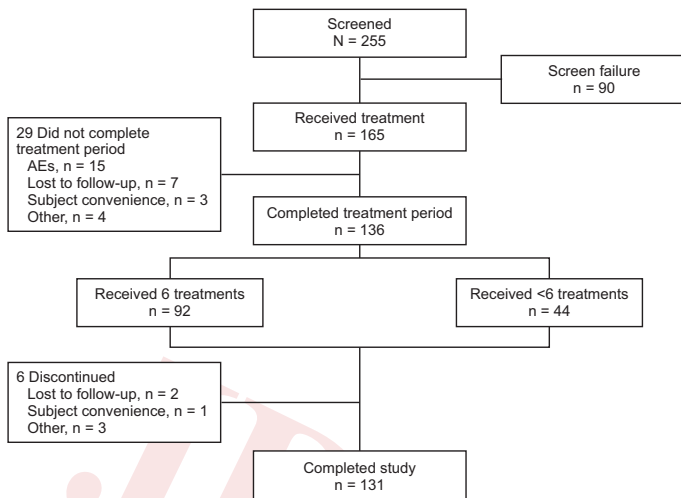 Screened
N = 255
Screen failure
n = 90
Received treatment
n = 165
29 Did not complete
treatment period
AEs, n = 15
Lost to follow-up, n = 7
Subject convenience, n = 3
Other, n = 4
Completed treatment period
n = 136
Received 6 treatments
n = 92
Received <6 treatments
n = 44
6 Discontinued
Lost to follow-up, n = 2
Subject convenience, n = 1
Other, n = 3
Completed study
n = 131